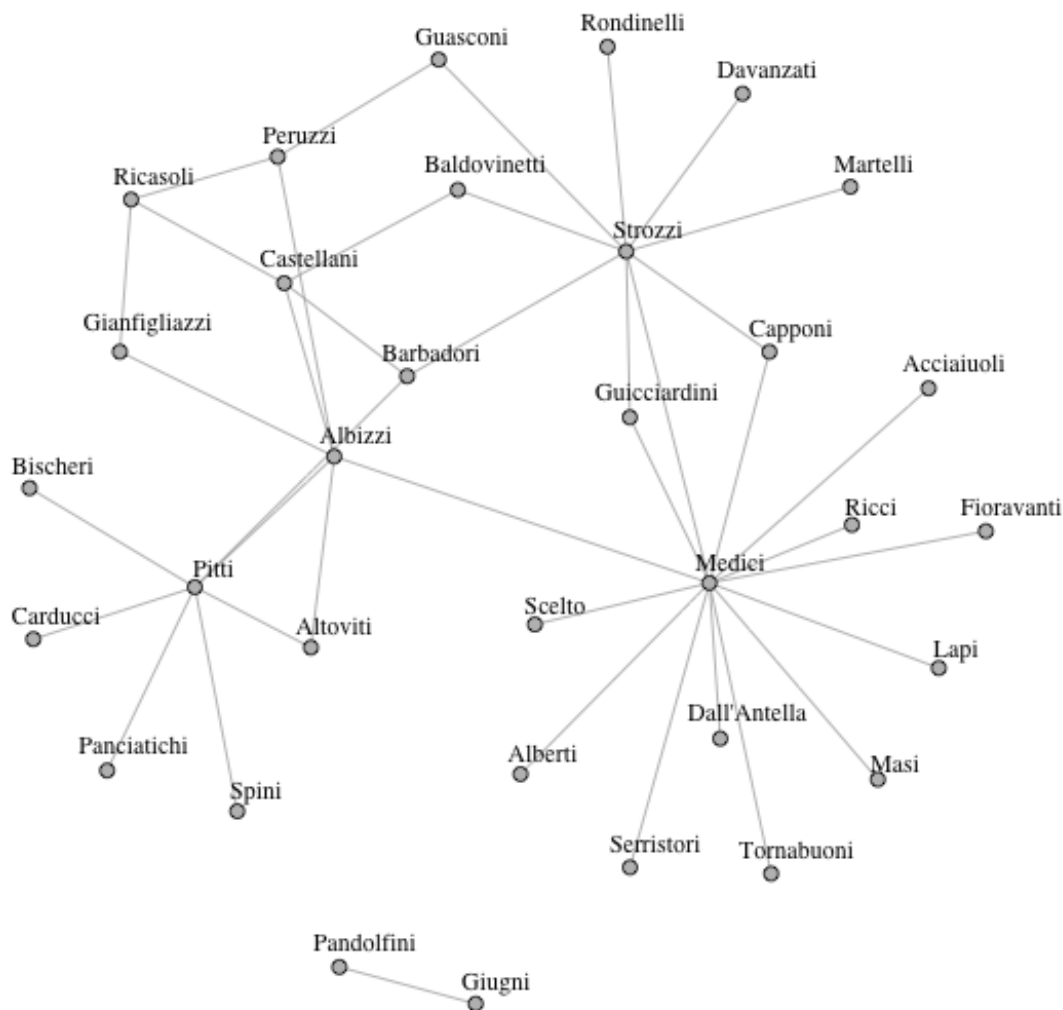 Rondinelli
Guasconi
Davanzati
Peruzzi
Baldovinetti
Martelli
Ricasoli
Strozzi
Castellani
Gianfigliazzi
Capponi
Barbadori
Acciaiuoli
Guicciardini
Albizzi
Bischeri
Ricci
Fioravanti
Medici
Pitti
Scelto
Carducci
Altoviti
Lapi
Dall'Antella
Panciatichi
Alberti
Masi
Spini
Serristori
Tornabuoni
Pandolfini
Giugni